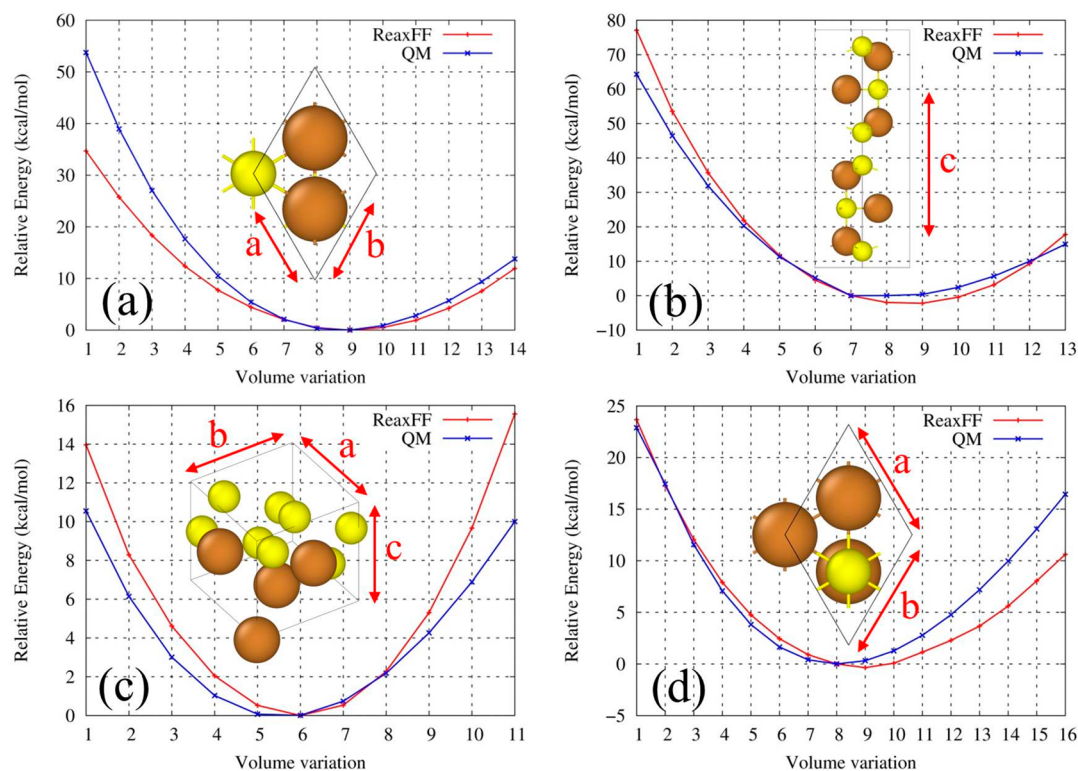 60
50
40
30
20
10
0
Relative Energy (kcal/mol)
ReaxFF
QM
a
b
(a)
1 2 3 4 5 6 7 8 9 10 11 12 13 14
Volume variation
80
70
60
50
40
30
20
10
0
−10
Relative Energy (kcal/mol)
ReaxFF
QM
c
(b)
1 2 3 4 5 6 7 8 9 10 11 12 13
Volume variation
16
14
12
10
8
6
4
2
0
Relative Energy (kcal/mol)
ReaxFF
QM
b
a
c
(c)
1 2 3 4 5 6 7 8 9 10 11
Volume variation
25
20
15
10
5
0
−5
Relative Energy (kcal/mol)
ReaxFF
QM
a
b
(d)
1 2 3 4 5 6 7 8 9 10 11 12 13 14 15 16
Volume variation